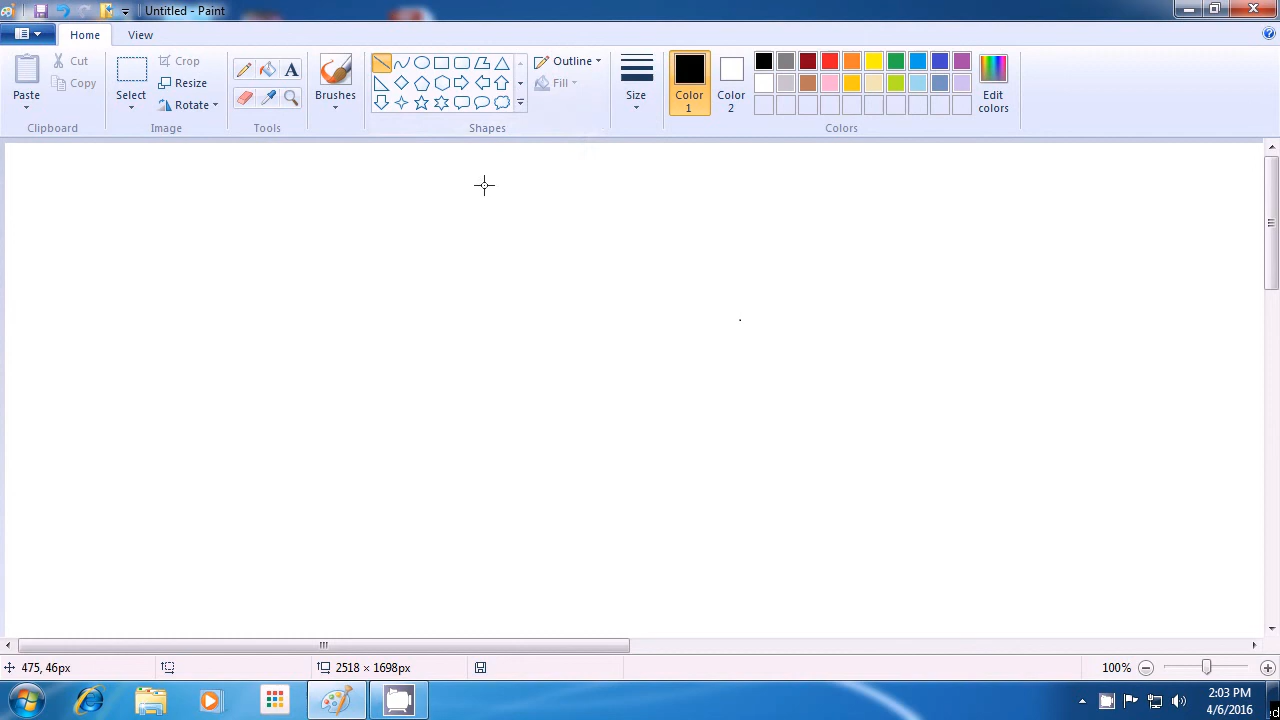 Untitled - Paint
Home
View
Paste
Cut
Copy
Clipboard
Select
Crop
Resize
Rotate
Image
A
Tools
Brushes
Outline
Fill
Shapes
Size
Color
1
Color
2
Edit
colors
Colors
475, 46px
2518 × 1698px
100%
2:03 PM
4/6/2016